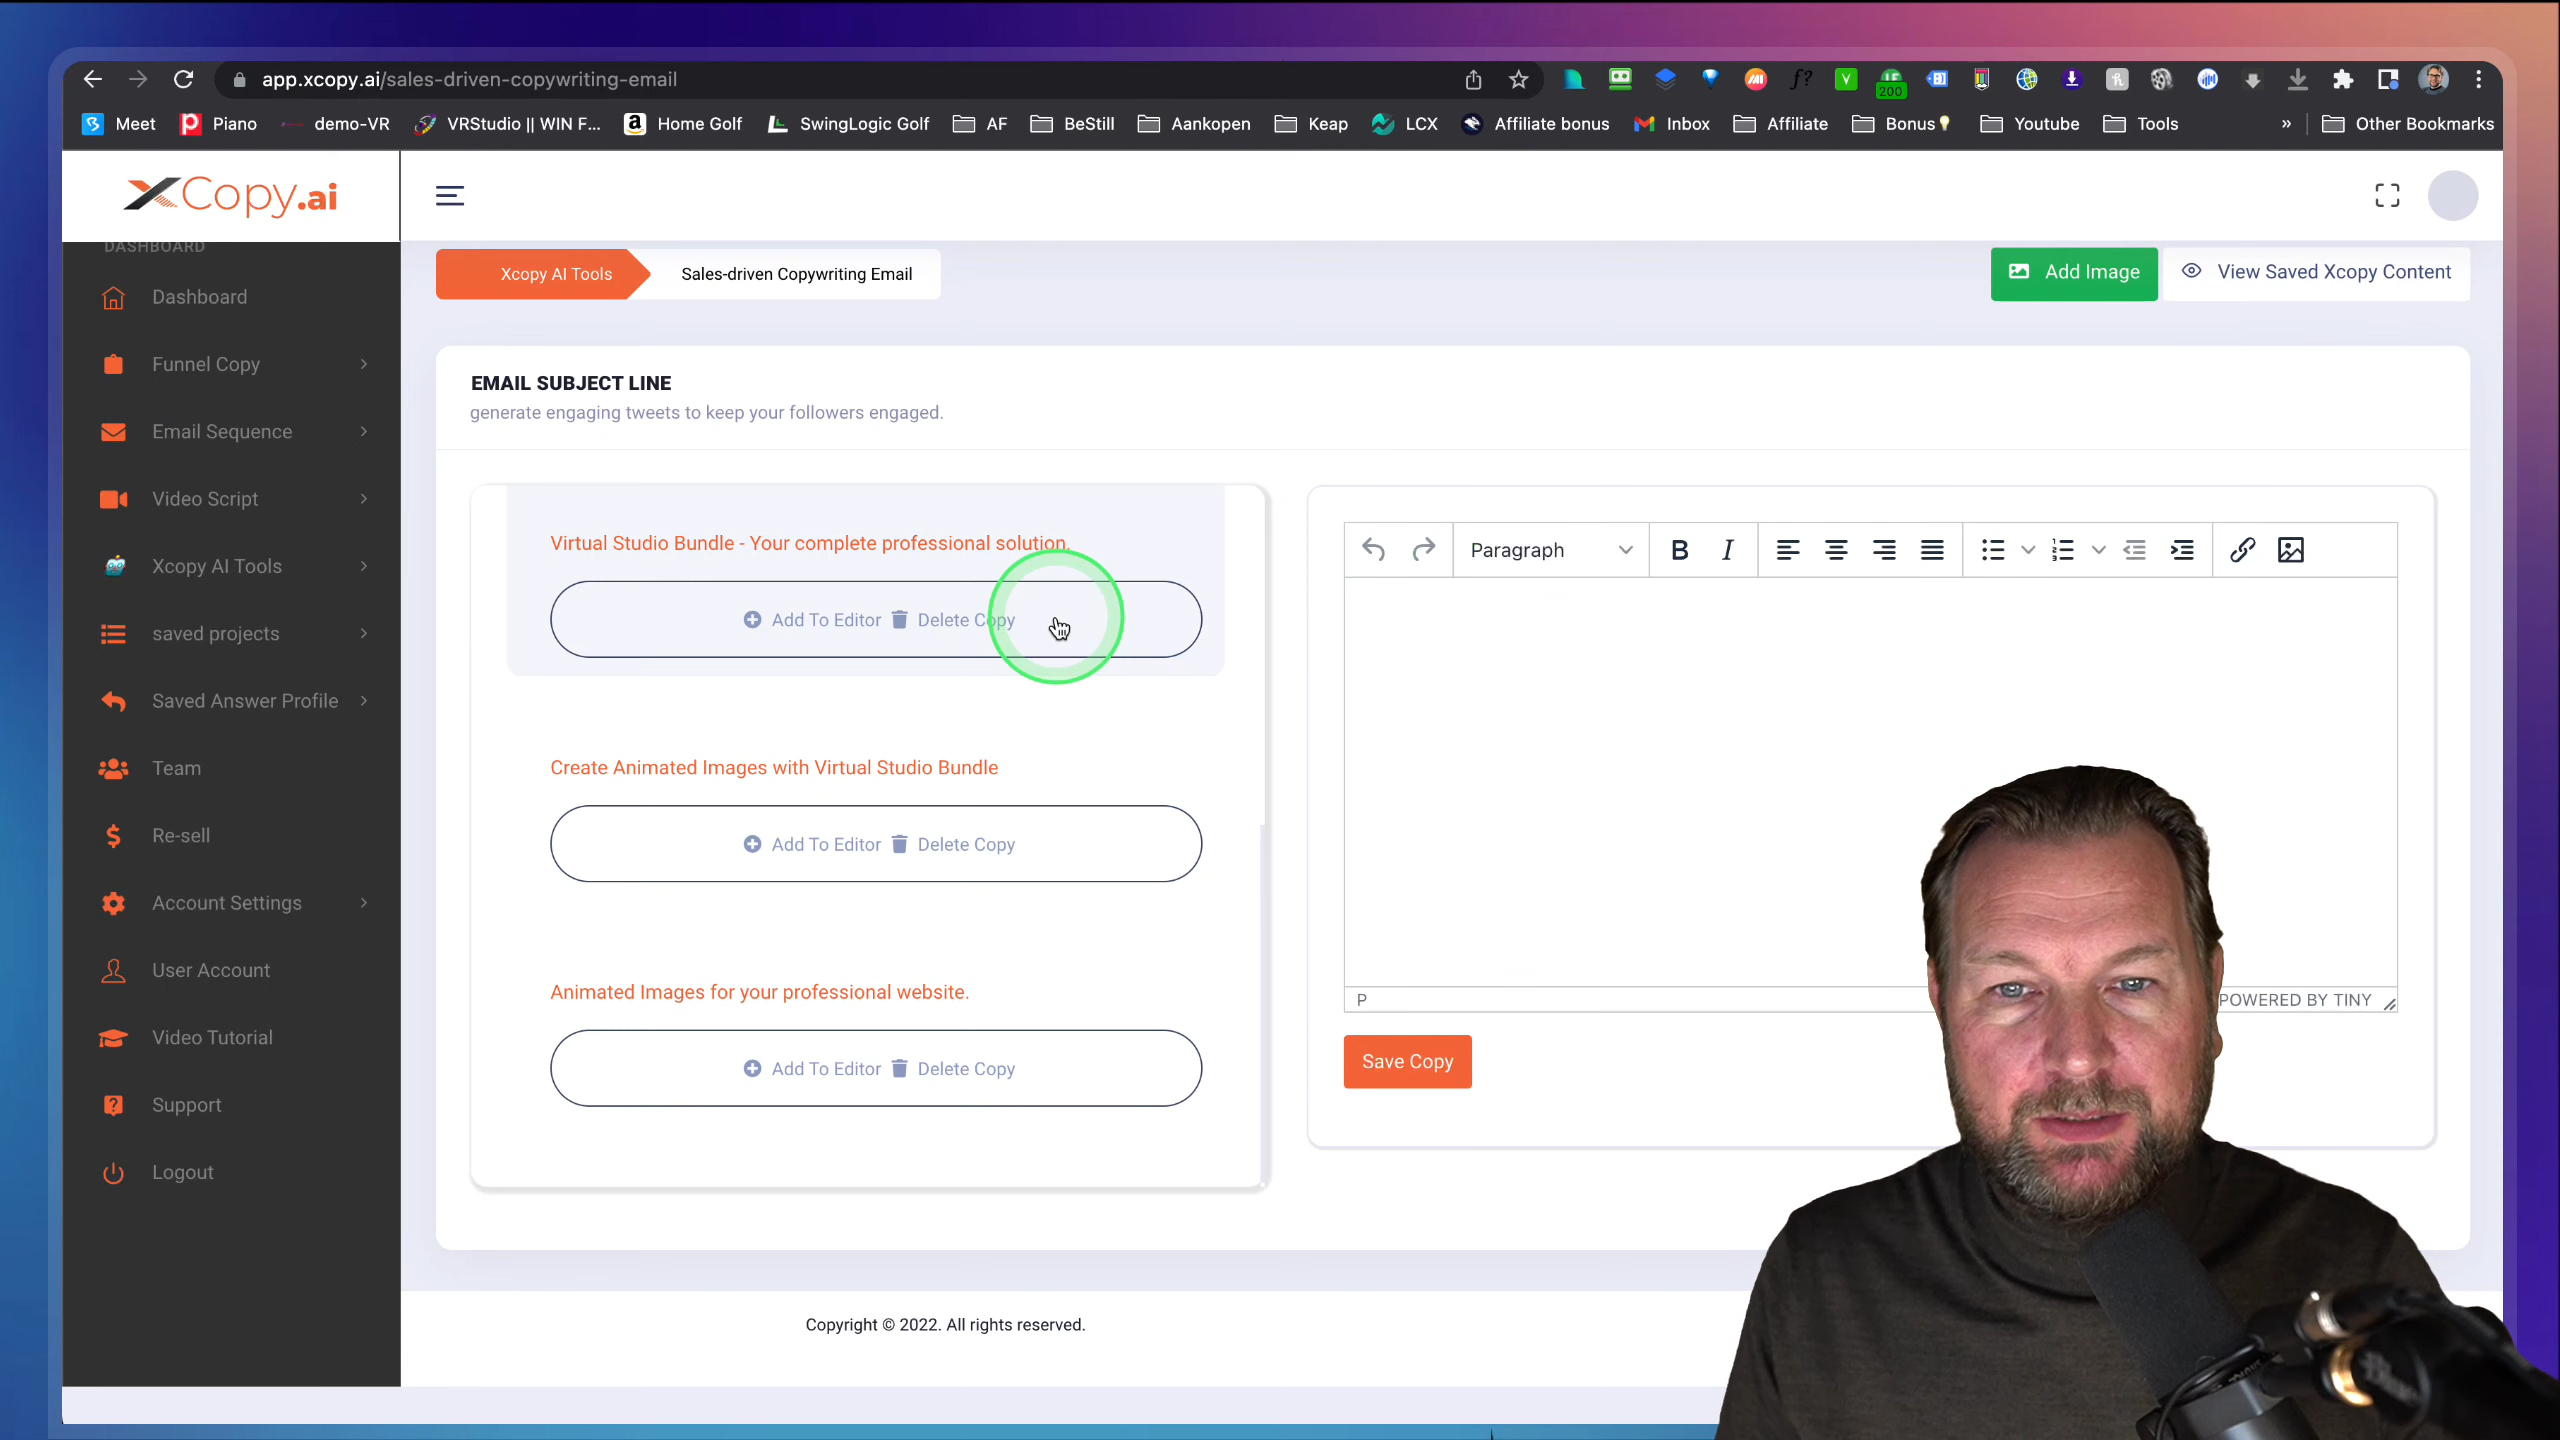 app.xcopy.ai/sales-driven-copywriting-email
200
Meet
Piano
demo-VR
VRStudio || WIN F...
Home Golf
SwingLogic Golf
AF
BeStill
Aankopen
Keap
LCX
Affiliate bonus
Inbox
Affiliate
Bonus
Youtube
Tools
»
Other Bookmarks
XCopy.ai
DASHBOARD
Dashboard
Funnel Copy
Email Sequence
Video Script
Xcopy AI Tools
saved projects
Saved Answer Profile
Team
Re-sell
Account Settings
User Account
Video Tutorial
Support
Logout
Xcopy AI Tools
Sales-driven Copywriting Email
Add Image
View Saved Xcopy Content
EMAIL SUBJECT LINE
generate engaging tweets to keep your followers engaged.
Virtual Studio Bundle - Your complete professional solution.
Add To Editor Delete Copy
Create Animated Images with Virtual Studio Bundle
Add To Editor Delete Copy
Animated Images for your professional website.
Add To Editor Delete Copy
Paragraph
B
I
P
POWERED BY TINY
Save Copy
Copyright © 2022. All rights reserved.